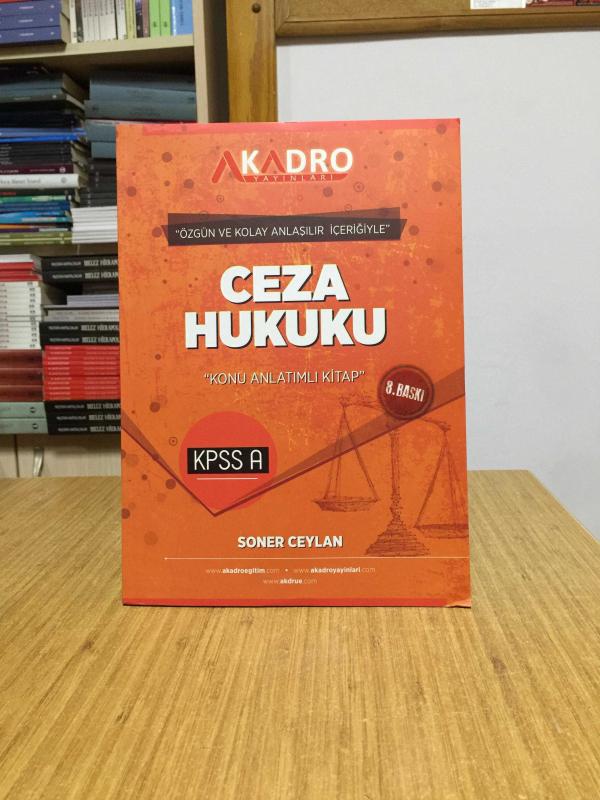 AKADRO
YAYINLARI
"ÖZGÜN VE KOLAY ANLAŞILIR İÇERİĞİYLE"
CEZA
HUKUKU
"KONU ANLATIMLI KİTAP"
8.BASKI
KPSS A
SONER CEYLAN
www.akadroegitim.com • www.akadroyayinlari.com
www.akdrue.com